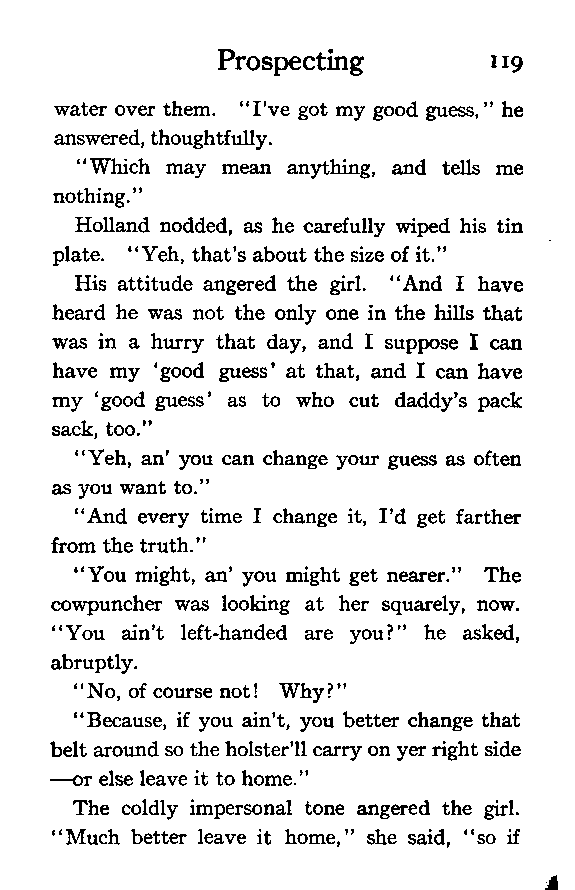 Prospecting 119
water over them. "I've got my good guess," he
answered, thoughtfully.
"Which may mean anything, and tells me
nothing."
Holland nodded, as he carefully wiped his tin
plate. "Yeh, that's about the size of it."
His attitude angered the girl. "And I have
heard he was not the only one in the hills that
was in a hurry that day, and I suppose I can
have my 'good guess' at that, and I can have
my 'good guess' as to who cut daddy's pack
sack, too."
"Yeh, an' you can change your guess as often
as you want to."
"And every time I change it, I'd get farther
from the truth."
"You might, an' you might get nearer." The
cowpuncher was looking at her squarely, now.
"You ain't left-handed are you?" he asked,
abruptly.
"No, of course not! Why?"
"Because, if you ain't, you better change that
belt around so the holster'll carry on yer right side
—or else leave it to home."
The coldly impersonal tone angered the girl.
"Much better leave it home," she said, "so if